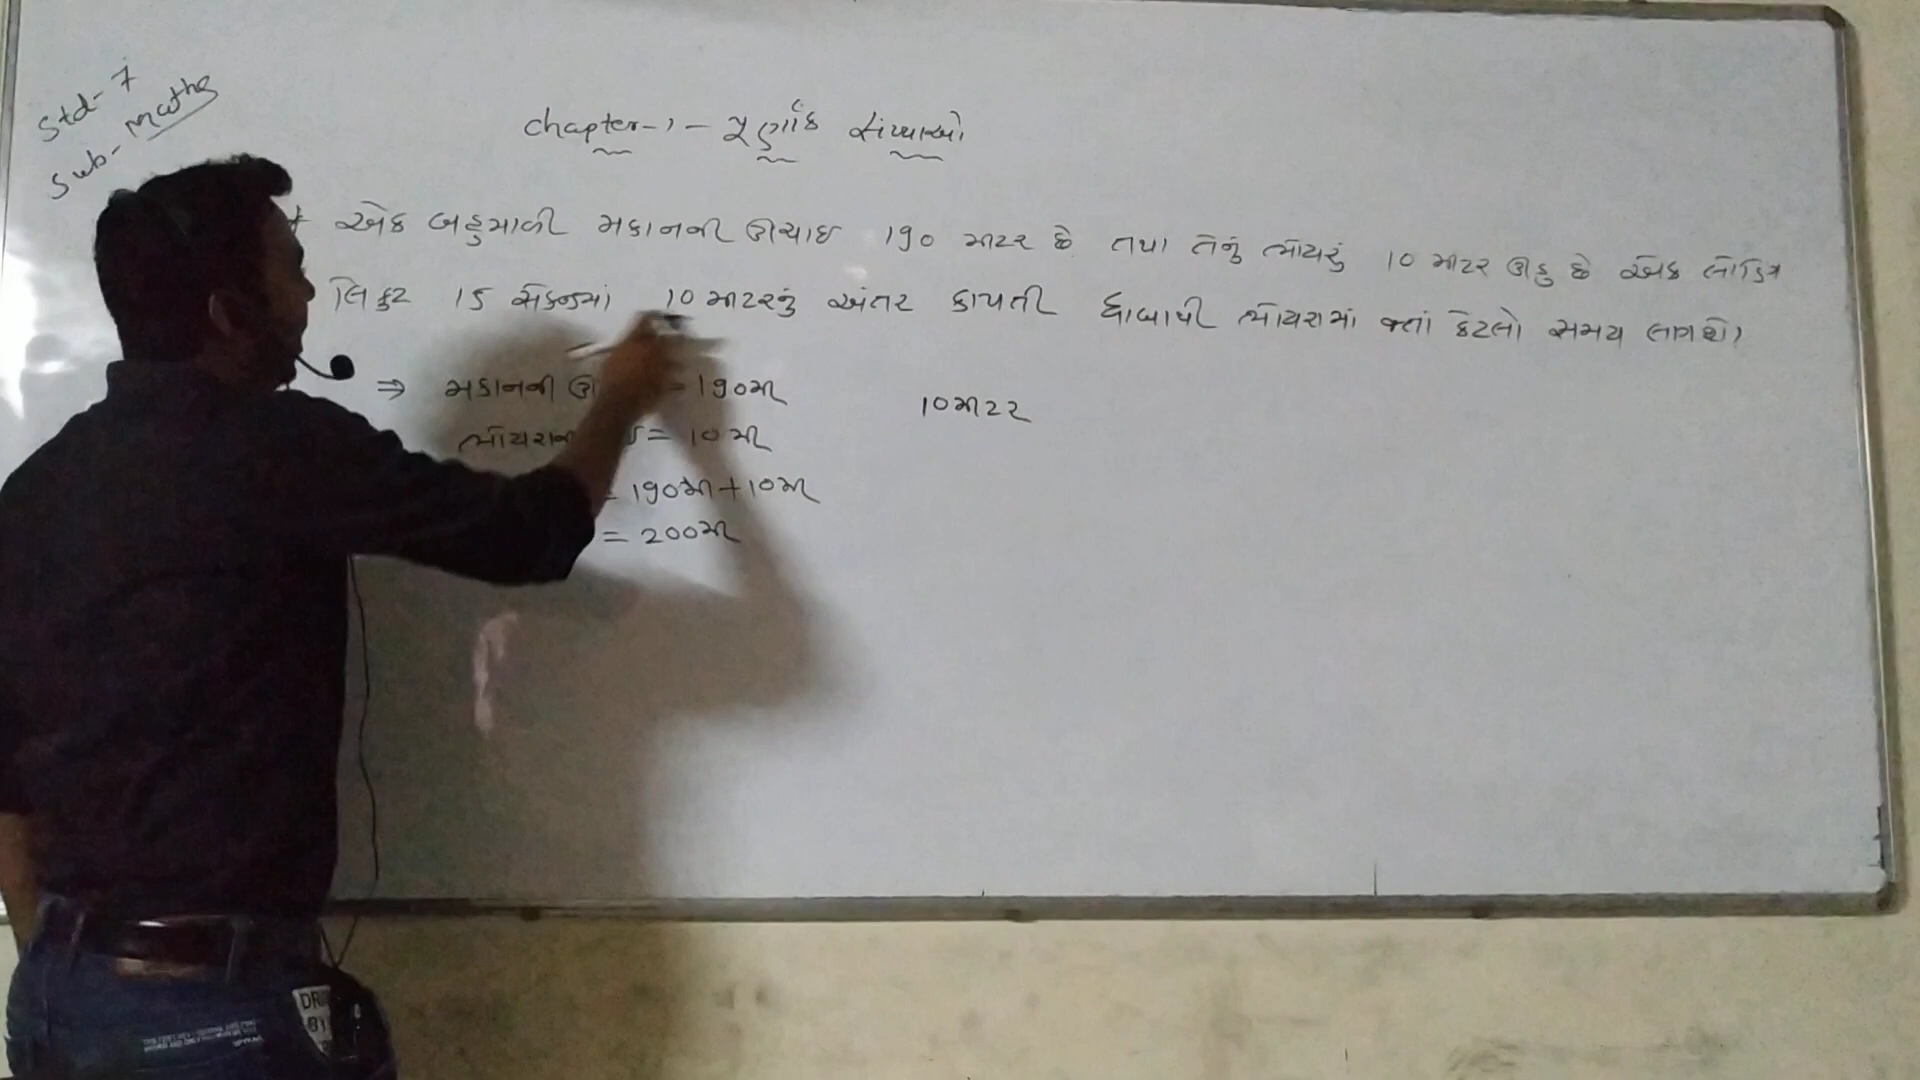 Std- 7
Sub- Maths
Chapter-1 - પૂર્ણાંક સંખ્યાઓ
* એક બહુમાળી મકાનની ઊંચાઇ 190 મીટર છે તથા તેનું ભોંયરું 10 મીટર ઊંડુ છે એક
લિફ્ટ 15 સેકન્ડમાં 10 મીટરનું અંતર કાપતી ધાબાથી ભોંયરામાં જતાં કેટલો સમય લાગશે?
⇒ મકાનની ઊ = 190મી
10મીટર
ભોંયરાન = 10 મી
= 190મી+10મી
= 200મી